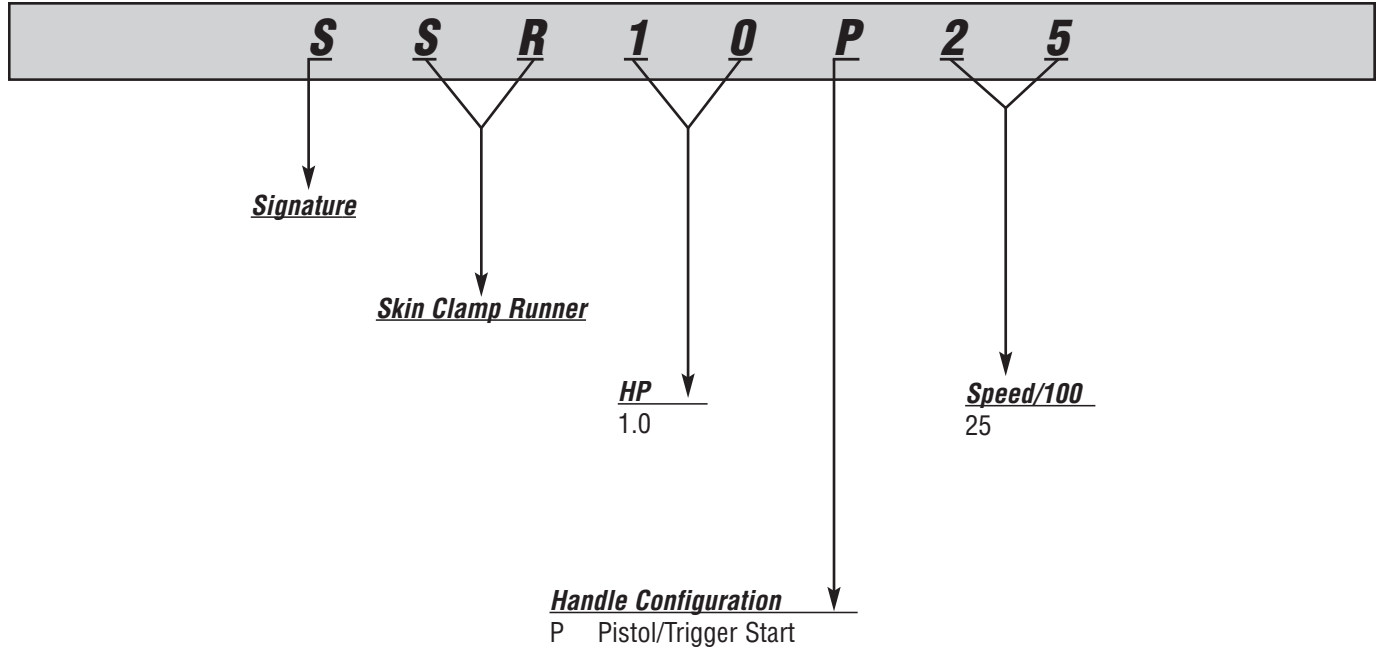 S S R 1 0 P 2 5
Signature
Skin Clamp Runner
HP
1.0
Speed/100
25
Handle Configuration
P Pistol/Trigger Start